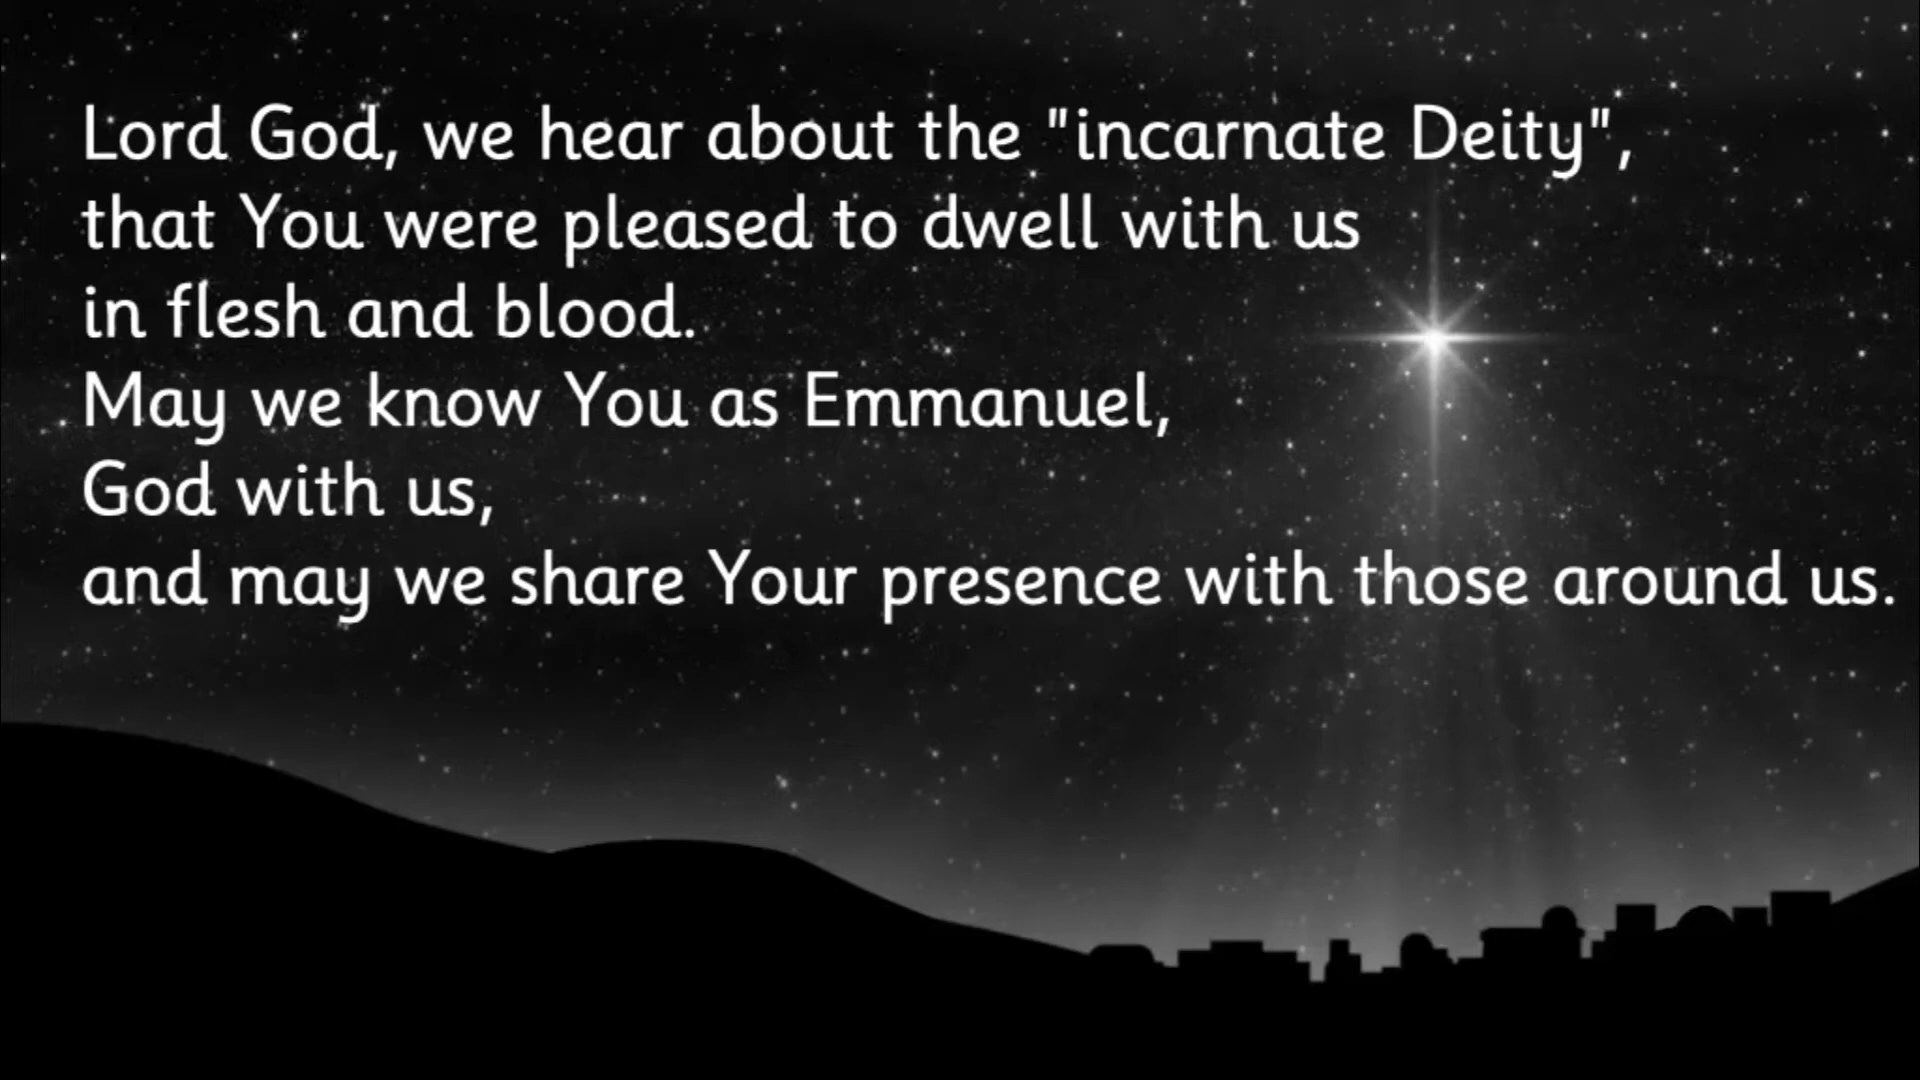 Lord God, we hear about the "incarnate Deity",
that You were pleased to dwell with us
in flesh and blood.
May we know You as Emmanuel,
God with us,
and may we share Your presence with those around us.